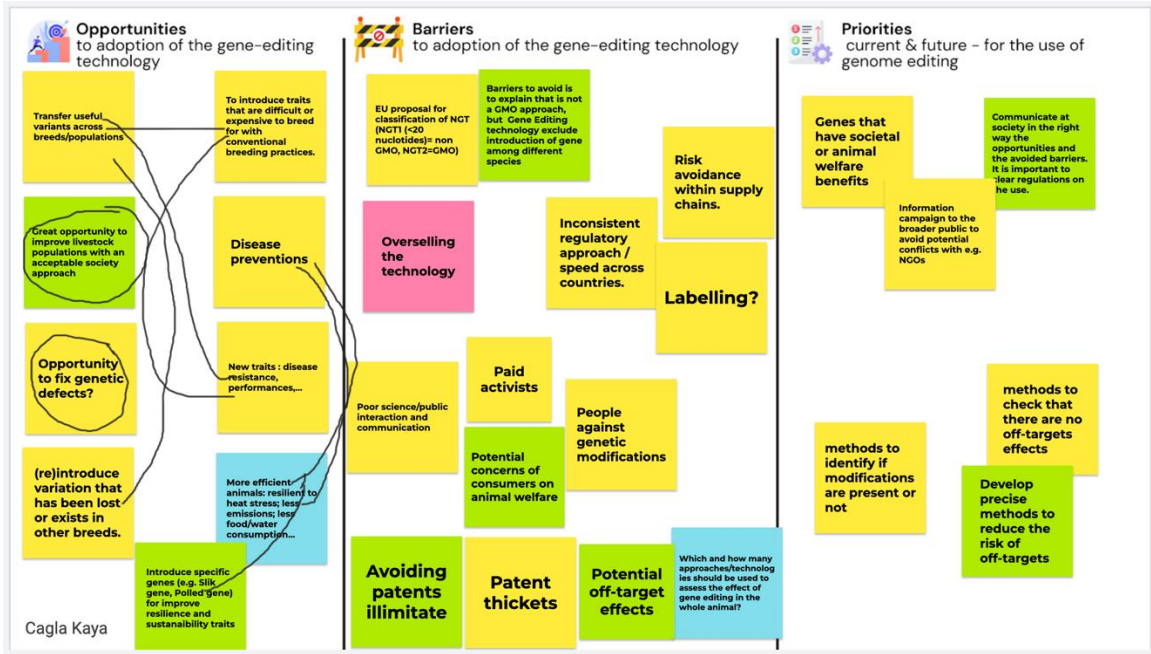 Opportunities
to adoption of the gene-editing
technology
Transfer useful
variants across
breeds/populations
To introduce traits
that are difficult or
expensive to breed
for with
conventional
breeding practices.
Great opportunity to
improve livestock
populations with an
acceptable society
approach
Disease
preventions
Opportunity
to fix genetic
defects?
New traits : disease
resistance,
performances,...
(re)introduce
variation that
has been lost
or exists in
other breeds.
More efficient
animals: resilient to
heat stress; less
emissions; less
food/water
consumption...
Introduce specific
genes (e.g. Slik
gene, Polled gene)
for improve
resilience and
sustanaibility traits
Cagla Kaya
Barriers
to adoption of the gene-editing technology
EU proposal for
classification of NGT
(NGT1 (<20
nuclotides)= non
GMO, NGT2=GMO)
Barriers to avoid is
to explain that is not
a GMO approach,
but Gene Editing
technology exclude
introduction of gene
among different
species
Risk
avoidance
within supply
chains.
Overselling
the
technology
Inconsistent
regulatory
approach /
speed across
countries.
Labelling?
Poor science/public
interaction and
communication
Paid
activists
People
against
genetic
modifications
Potential
concerns of
consumers on
animal welfare
Avoiding
patents
illimitate
Patent
thickets
Potential
off-target
effects
Which and how many
approaches/technolog
ies should be used to
assess the effect of
gene editing in the
whole animal?
Priorities
current & future - for the use of
genome editing
Genes that
have societal
or animal
welfare
benefits
Communicate at
society in the right
way the
opportunities and
the avoided barriers.
It is important to
clear regulations on
the use.
Information
campaign to the
broader public to
avoid potential
conflicts with e.g.
NGOs
methods to
check that
there are no
off-targets
effects
methods to
identify if
modifications
are present or
not
Develop
precise
methods to
reduce the
risk of
off-targets